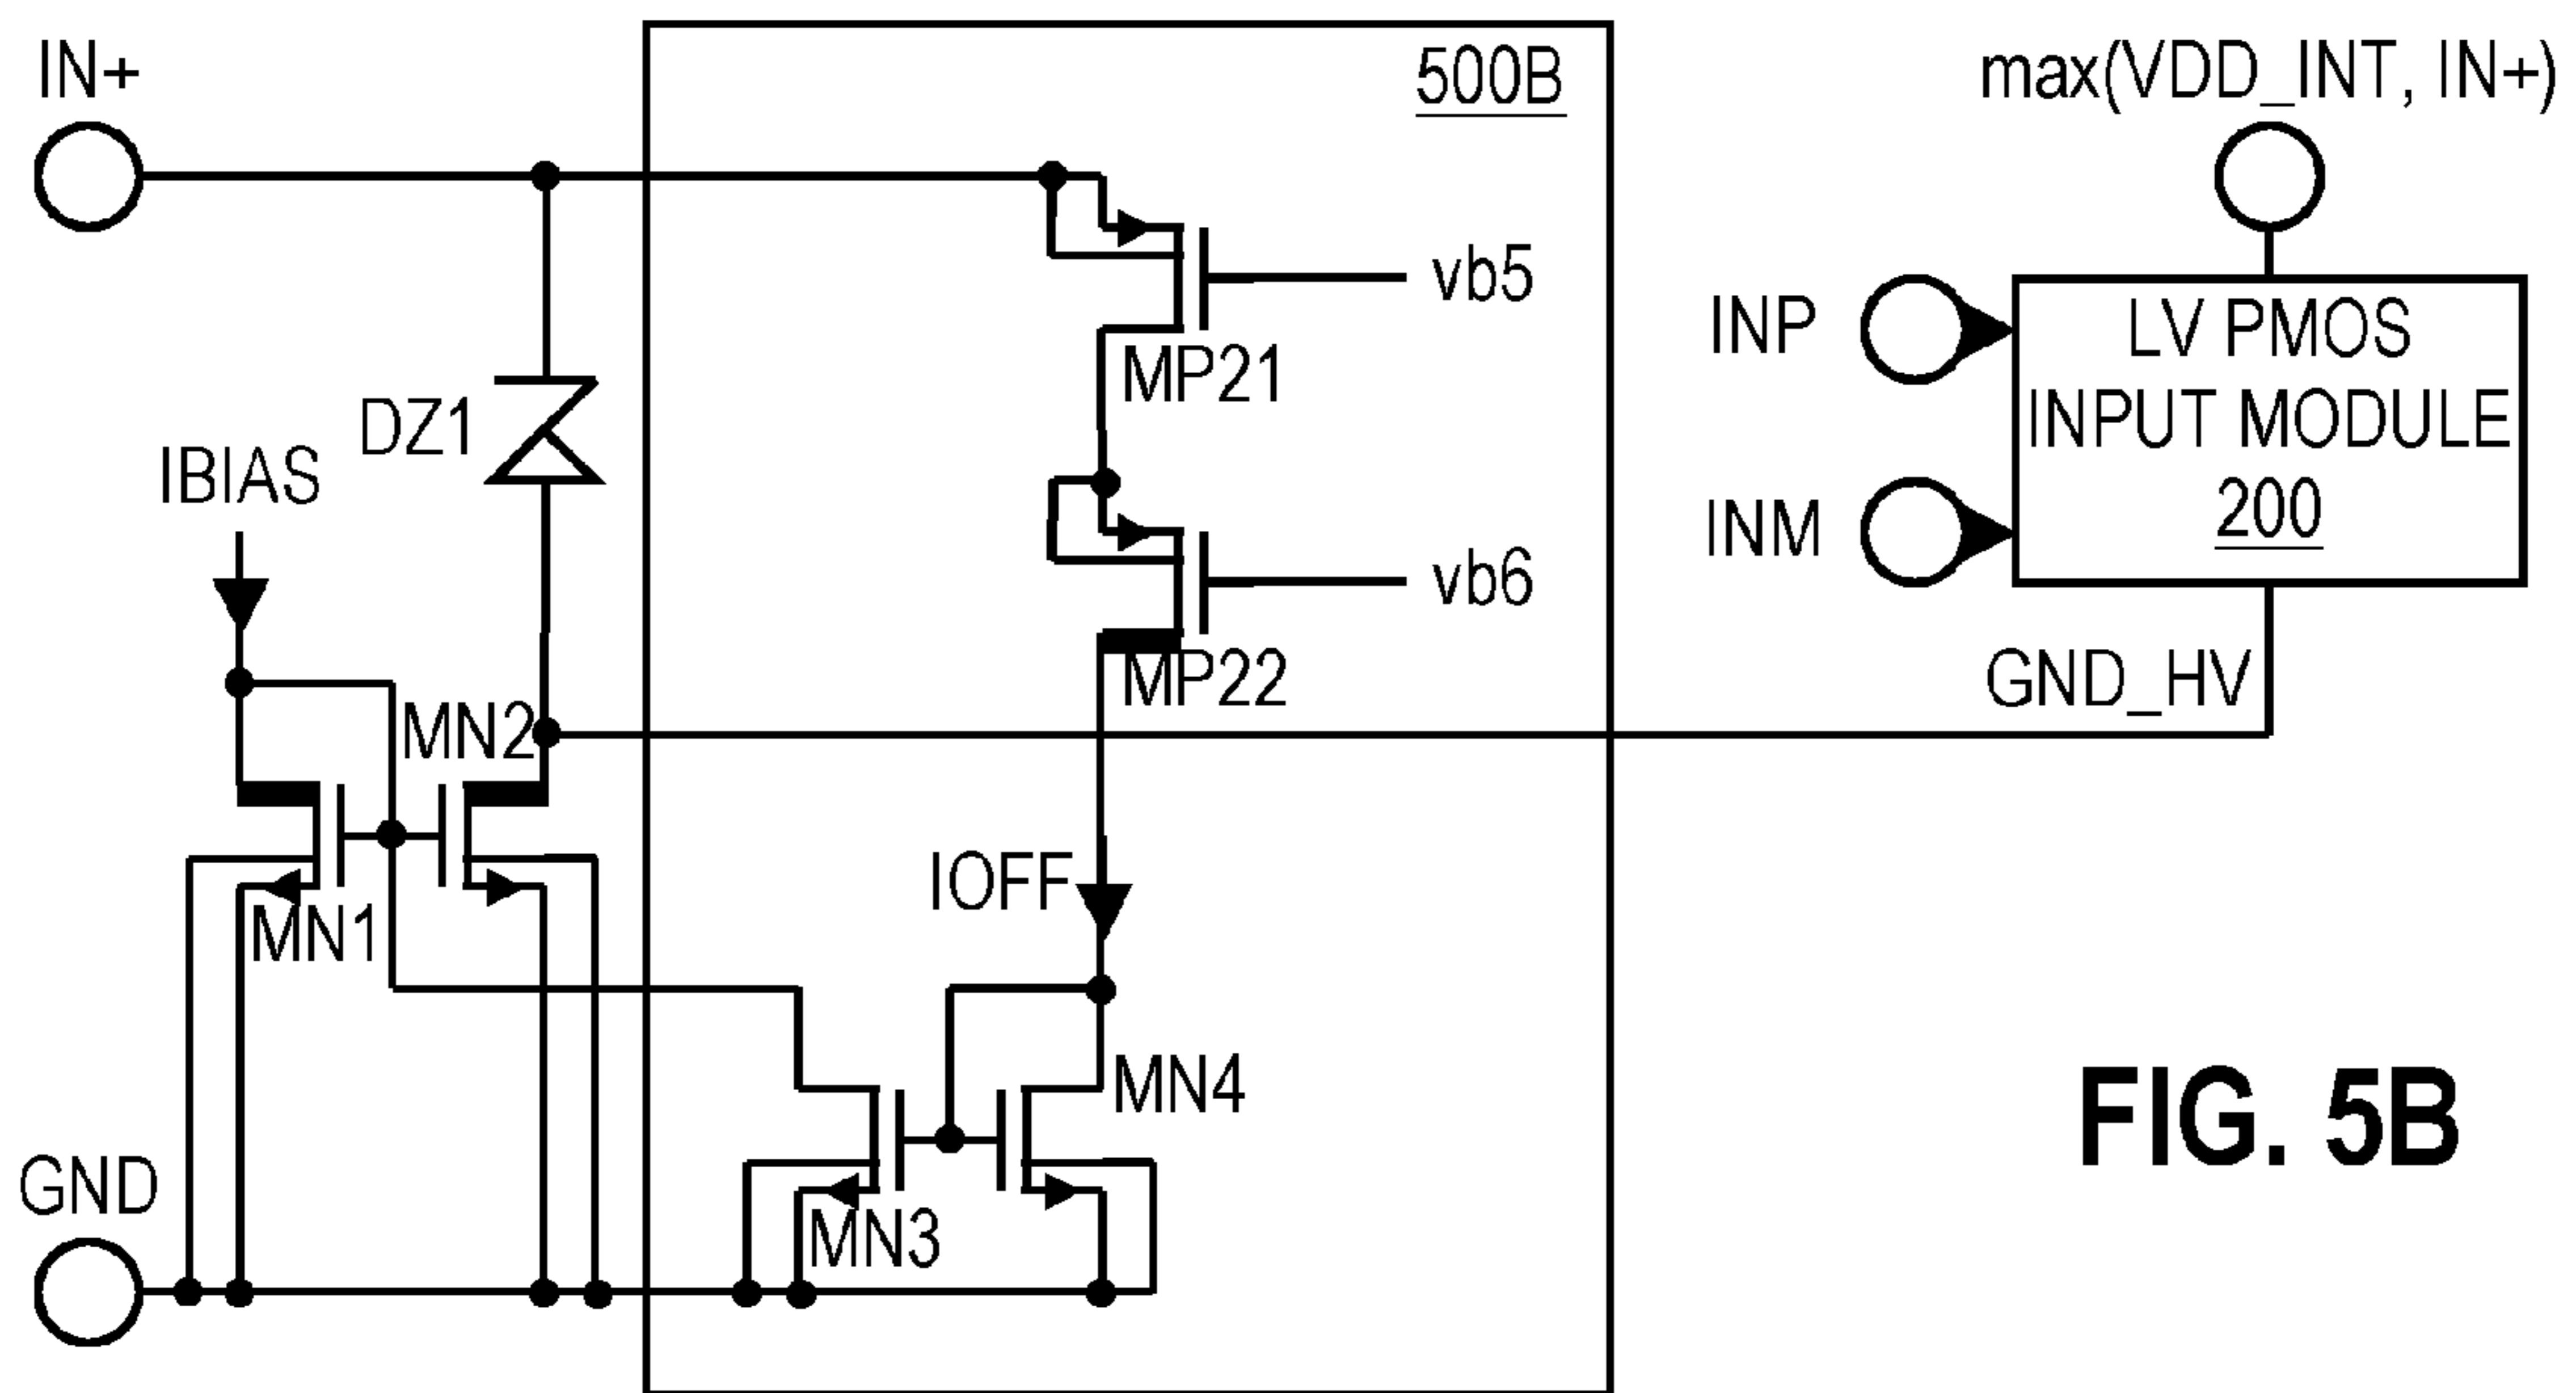 IN+
500B
max(VDD_INT, IN+)
vb5
INP
LV PMOS
INPUT MODULE
200
MP21
DZ1
IBIAS
INM
vb6
MP22
GND_HV
MN2
IOFF
MN1
MN4
GND
MN3
FIG. 5B